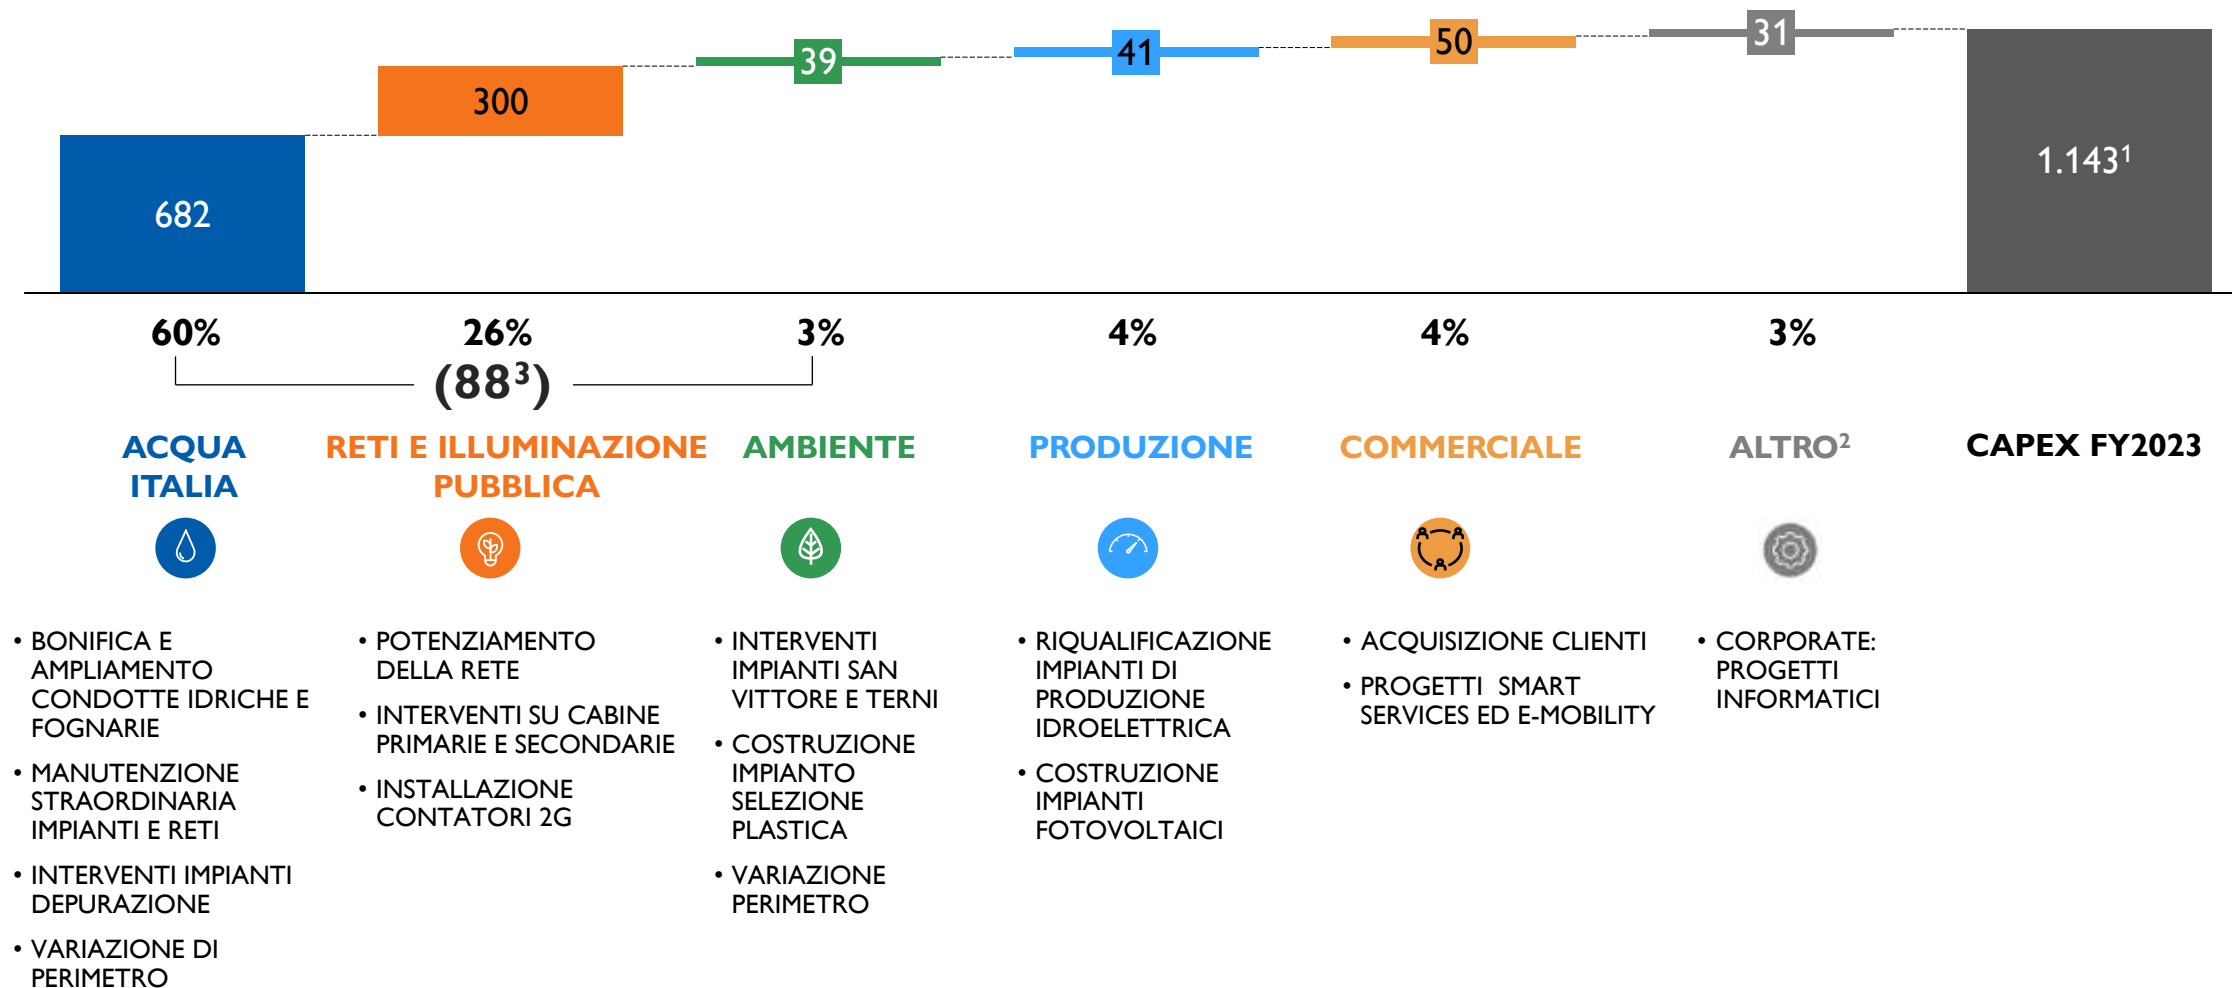 682
300
39
41
50
31
1.143¹
60%
26%
3%
4%
4%
3%
(88³)
ACQUA
ITALIA
RETI E ILLUMINAZIONE
PUBBLICA
AMBIENTE
PRODUZIONE
COMMERCIALE
ALTRO²
CAPEX FY2023
• BONIFICA E
AMPLIAMENTO
CONDOTTE IDRICHE E
FOGNARIE
• MANUTENZIONE
STRAORDINARIA
IMPIANTI E RETI
• INTERVENTI IMPIANTI
DEPURAZIONE
• VARIAZIONE DI
PERIMETRO
• POTENZIAMENTO
DELLA RETE
• INTERVENTI SU CABINE
PRIMARIE E SECONDARIE
• INSTALLAZIONE
CONTATORI 2G
• INTERVENTI
IMPIANTI SAN
VITTORE E TERNI
• COSTRUZIONE
IMPIANTO
SELEZIONE
PLASTICA
• VARIAZIONE
PERIMETRO
• RIQUALIFICAZIONE
IMPIANTI DI
PRODUZIONE
IDROELETTRICA
• COSTRUZIONE
IMPIANTI
FOTOVOLTAICI
• ACQUISIZIONE CLIENTI
• PROGETTI SMART
SERVICES ED E-MOBILITY
• CORPORATE:
PROGETTI
INFORMATICI